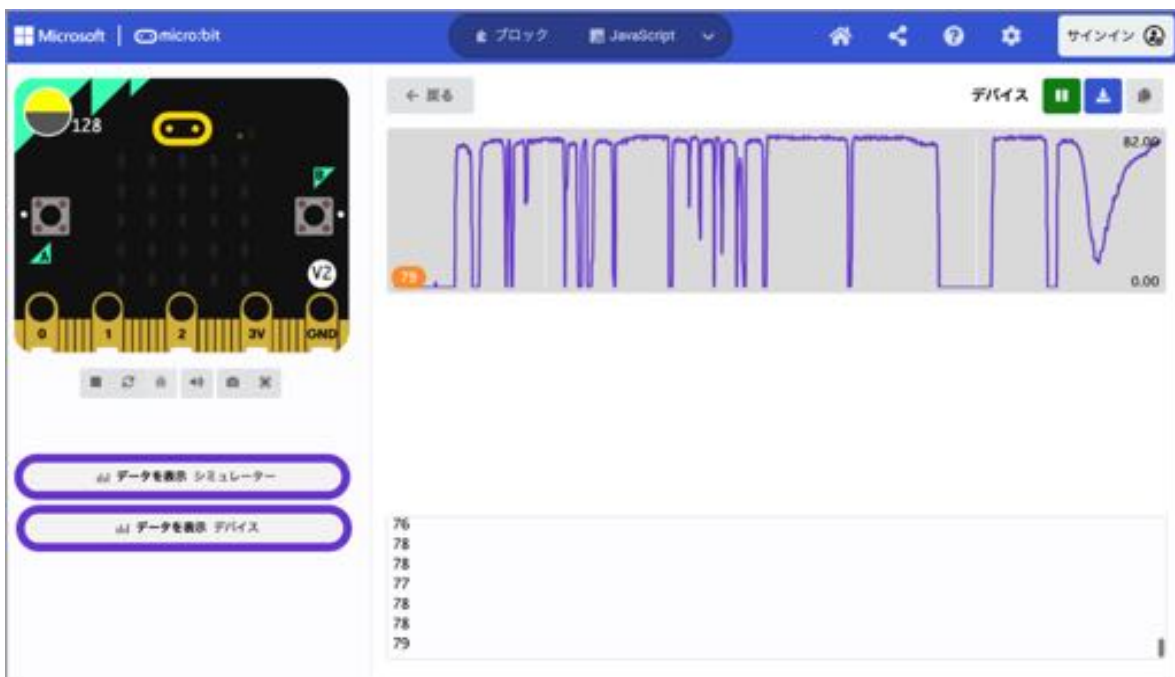 Microsoft | micro:bit
ブロック
JavaScript
サインイン
128
B
A
V2
0 1 2 3V GND
データを表示 シミュレーター
データを表示 デバイス
← 戻る
デバイス
82.00
79
0.00
76
78
78
77
78
78
79